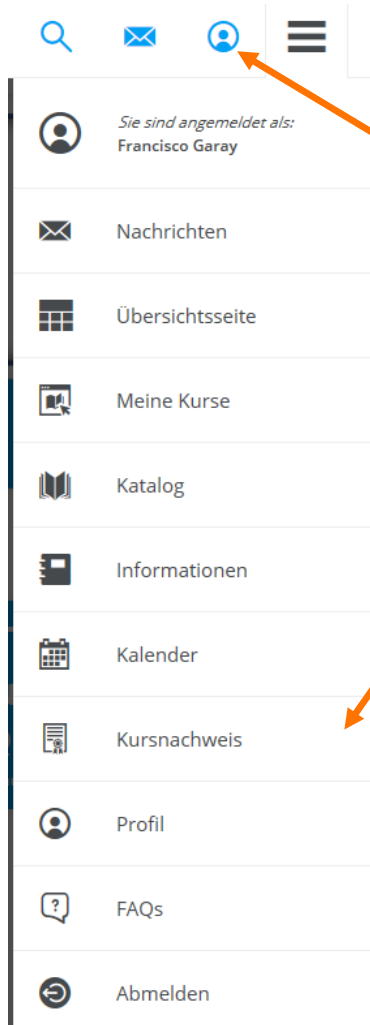 Sie sind angemeldet als:
Francisco Garay
Nachrichten
Übersichtsseite
Meine Kurse
Katalog
Informationen
Kalender
Kursnachweis
Profil
?
FAQs
Abmelden